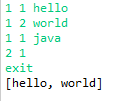 1 1 hello
1 2 world
1 1 java
2 1
exit
[hello, world]